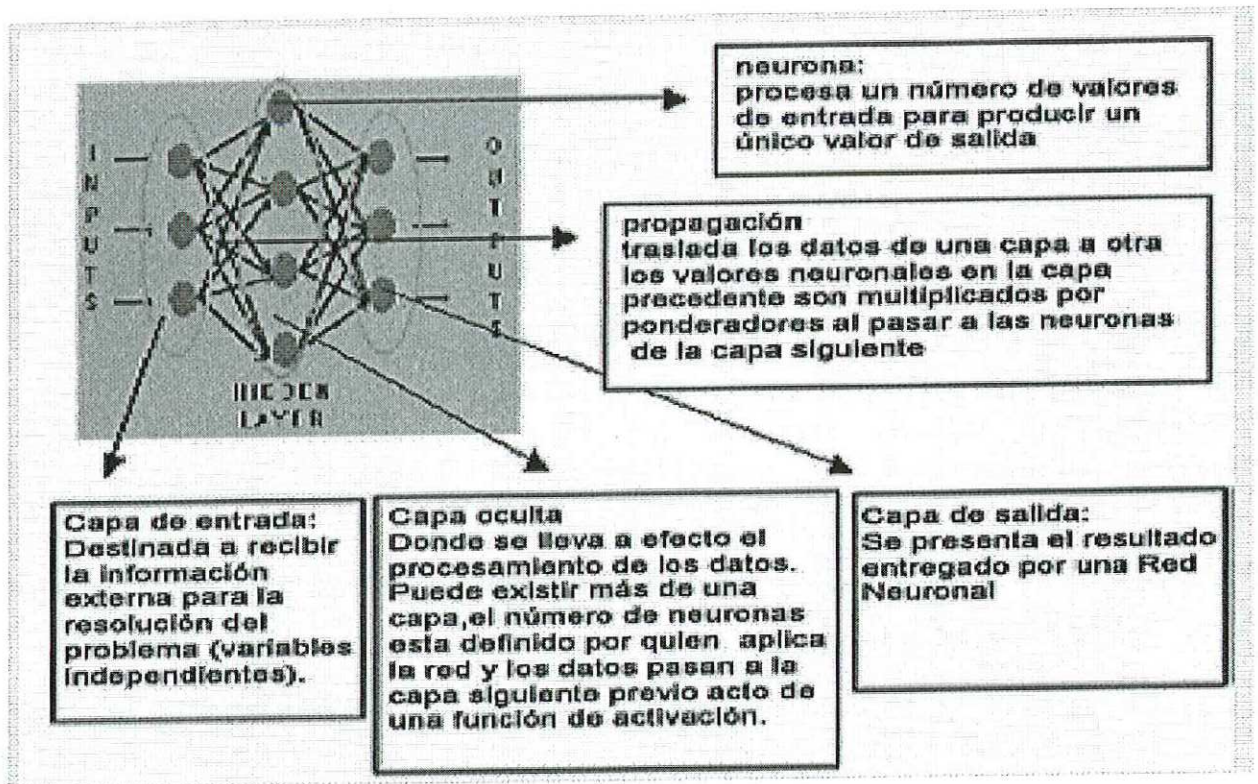 INPUTS
OUTPUTS
HIDDEN
LAYER
neurona:
procesa un número de valores
de entrada para producir un
único valor de salida
propagación
traslada los datos de una capa a otra
los valores neuronales en la capa
precedente son multiplicados por
ponderadores al pasar a las neuronas
de la capa siguiente
Capa de entrada:
Destinada a recibir
la información
externa para la
resolución del
problema (variables
independientes).
Capa oculta
Donde se lleva a efecto el
procesamiento de los datos.
Puede existir más de una
capa,el número de neuronas
esta definido por quien aplica
la red y los datos pasan a la
capa siguiente previo acto de
una función de activación.
Capa de salida:
Se presenta el resultado
entregado por una Red
Neuronal